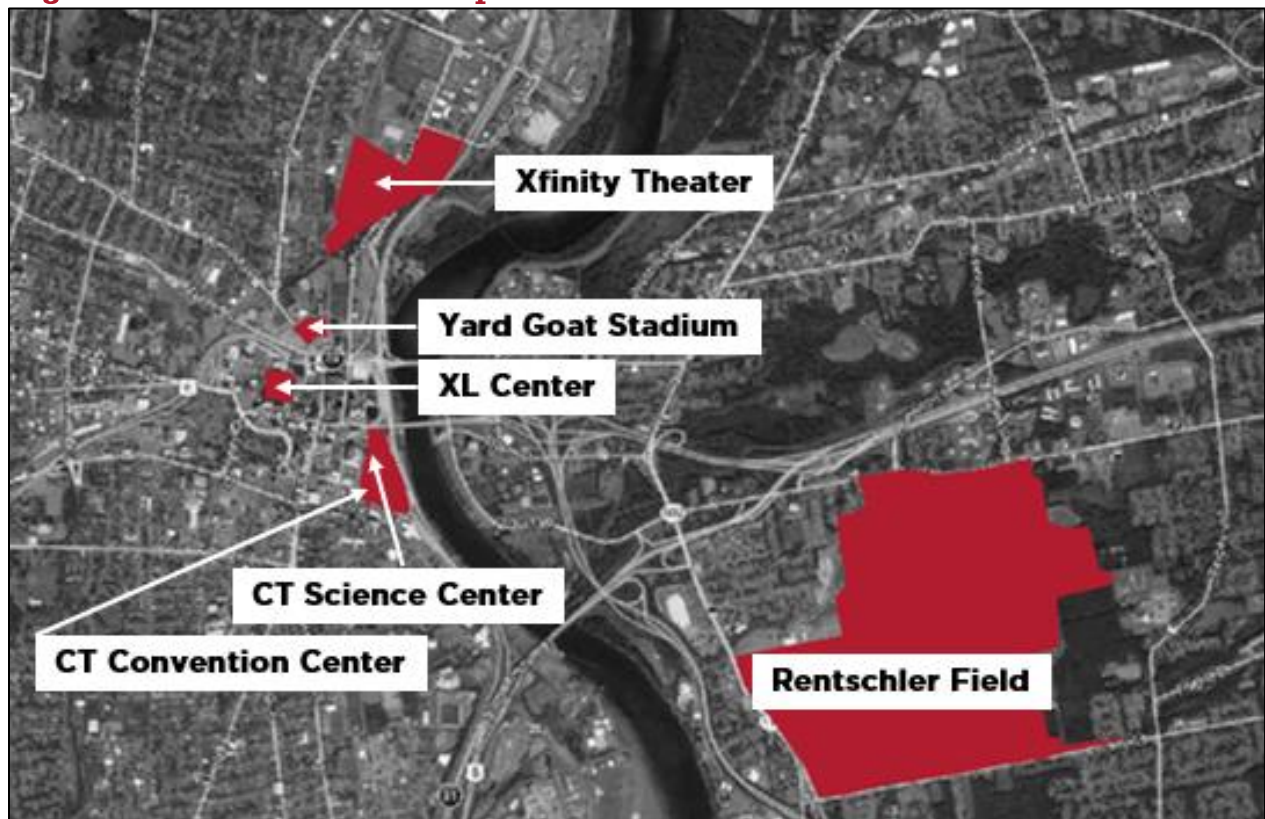 Xfinity Theater
Yard Goat Stadium
XL Center
CT Science Center
CT Convention Center
Rentschler Field